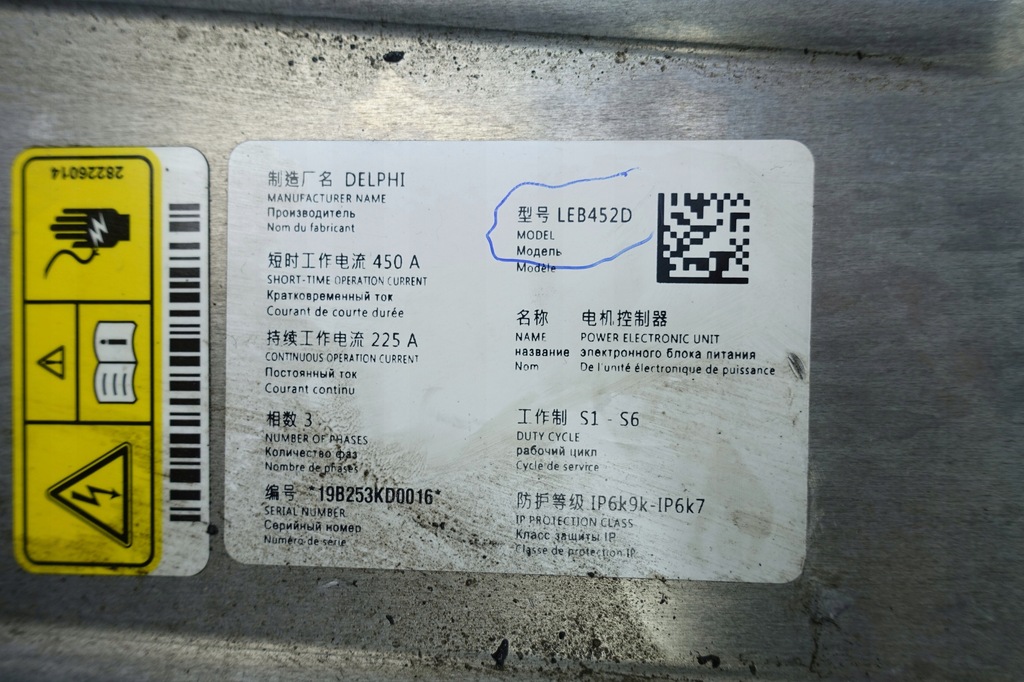 28226014
制造厂名 DELPHI
MANUFACTURER NAME
Производитель
Nom du fabricant
短时工作电流 450 A
SHORT-TIME OPERATION CURRENT
Кратковременный ток
Courant de courte durée
持续工作电流 225 A
CONTINUOUS OPERATION CURRENT
Постоянный ток
Courant continu
相数 3
NUMBER OF PHASES
Количество фаз
Nombre de phases
编号 *19B253KD0016*
SERIAL NUMBER
Серийный номер
Numéro de série
型号 LEB452D
MODEL
Модель
Modèle
名称 电机控制器
NAME POWER ELECTRONIC UNIT
название электронного блока питания
Nom De l'unité électronique de puissance
工作制 S1 - S6
DUTY CYCLE
рабочий цикл
Cycle de service
防护等级 IP6k9k-IP6k7
IP PROTECTION CLASS
Класс защиты IP
Classe de protection IP